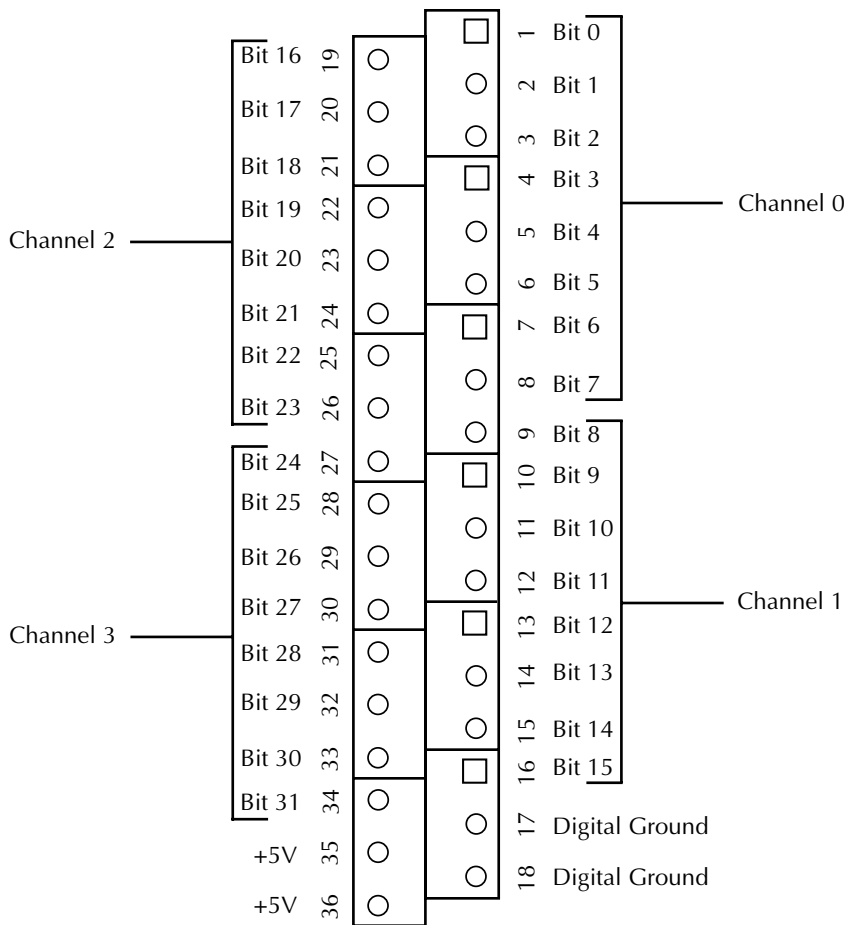 Channel 2
Bit 16 19
Bit 17 20
Bit 18 21
Bit 19 22
Bit 20 23
Bit 21 24
Bit 22 25
Bit 23 26
Channel 3
Bit 24 27
Bit 25 28
Bit 26 29
Bit 27 30
Bit 28 31
Bit 29 32
Bit 30 33
Bit 31 34
+5V 35
+5V 36
1 Bit 0
2 Bit 1
3 Bit 2
4 Bit 3
5 Bit 4
6 Bit 5
7 Bit 6
8 Bit 7
Channel 0
9 Bit 8
10 Bit 9
11 Bit 10
12 Bit 11
13 Bit 12
14 Bit 13
15 Bit 14
16 Bit 15
Channel 1
17 Digital Ground
18 Digital Ground